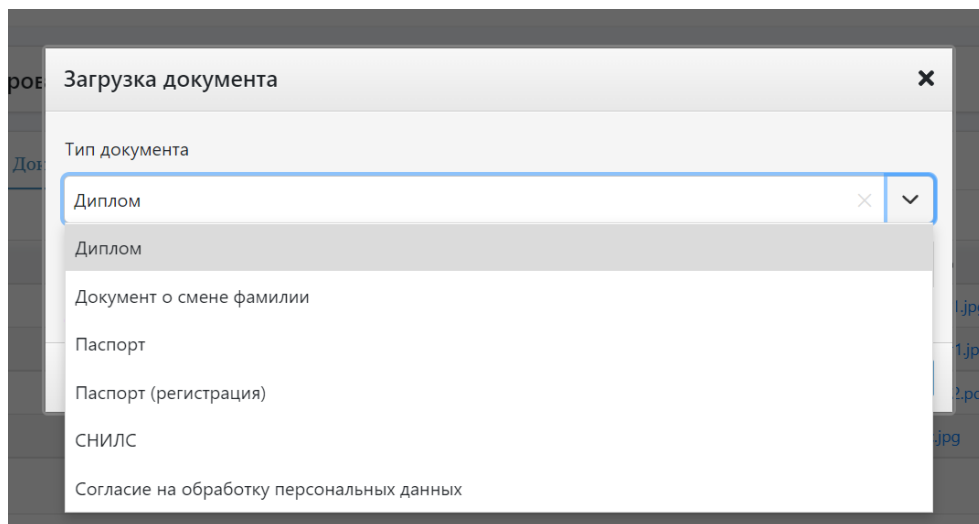 Загрузка документа
Тип документа
Диплом
Диплом
Документ о смене фамилии
Паспорт
Паспорт (регистрация)
СНИЛС
Согласие на обработку персональных данных